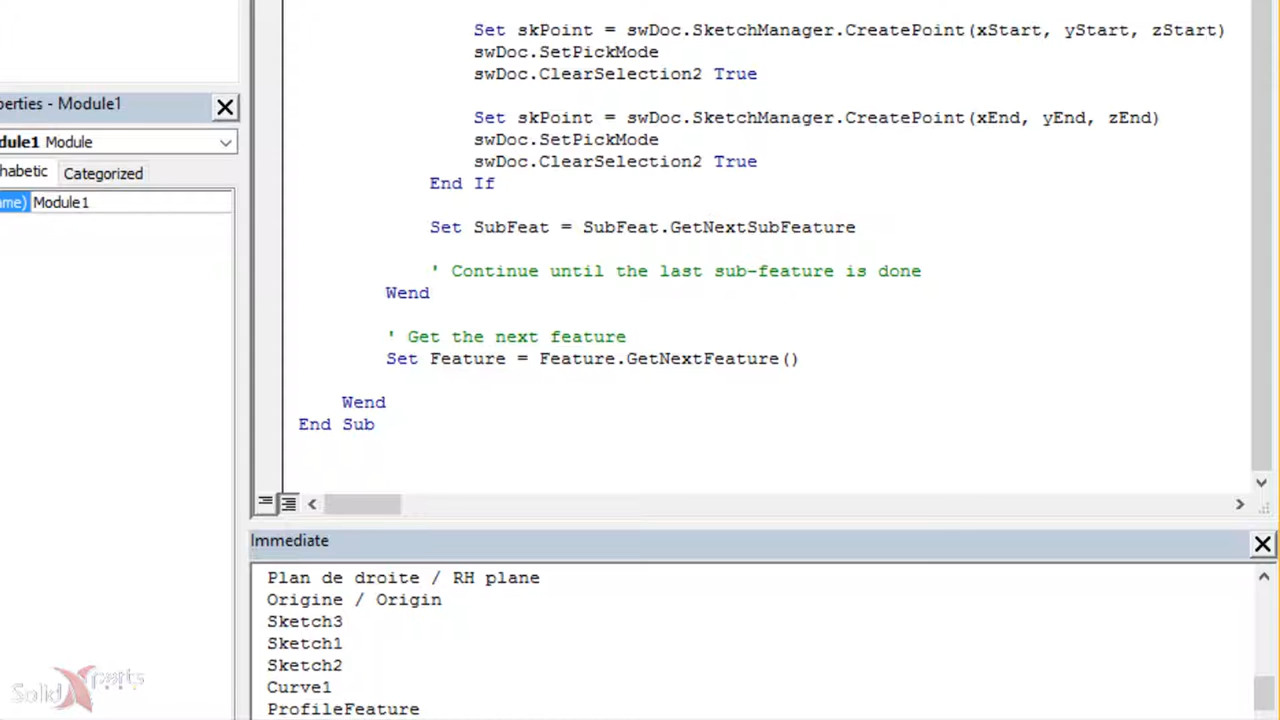 Set skPoint = swDoc.SketchManager.CreatePoint(xStart, yStart, zStart)
swDoc.SetPickMode
swDoc.ClearSelection2 True
Set skPoint = swDoc.SketchManager.CreatePoint(xEnd, yEnd, zEnd)
swDoc.SetPickMode
swDoc.ClearSelection2 True
End If
Set SubFeat = SubFeat.GetNextSubFeature
' Continue until the last sub-feature is done
Wend
' Get the next feature
Set Feature = Feature.GetNextFeature()
Wend
End Sub
perties - Module1
dule1 Module
habetic Categorized
ame) Module1
Immediate
Plan de droite / RH plane
Origine / Origin
Sketch3
Sketch1
Sketch2
Curve1
ProfileFeature
SolidXperts